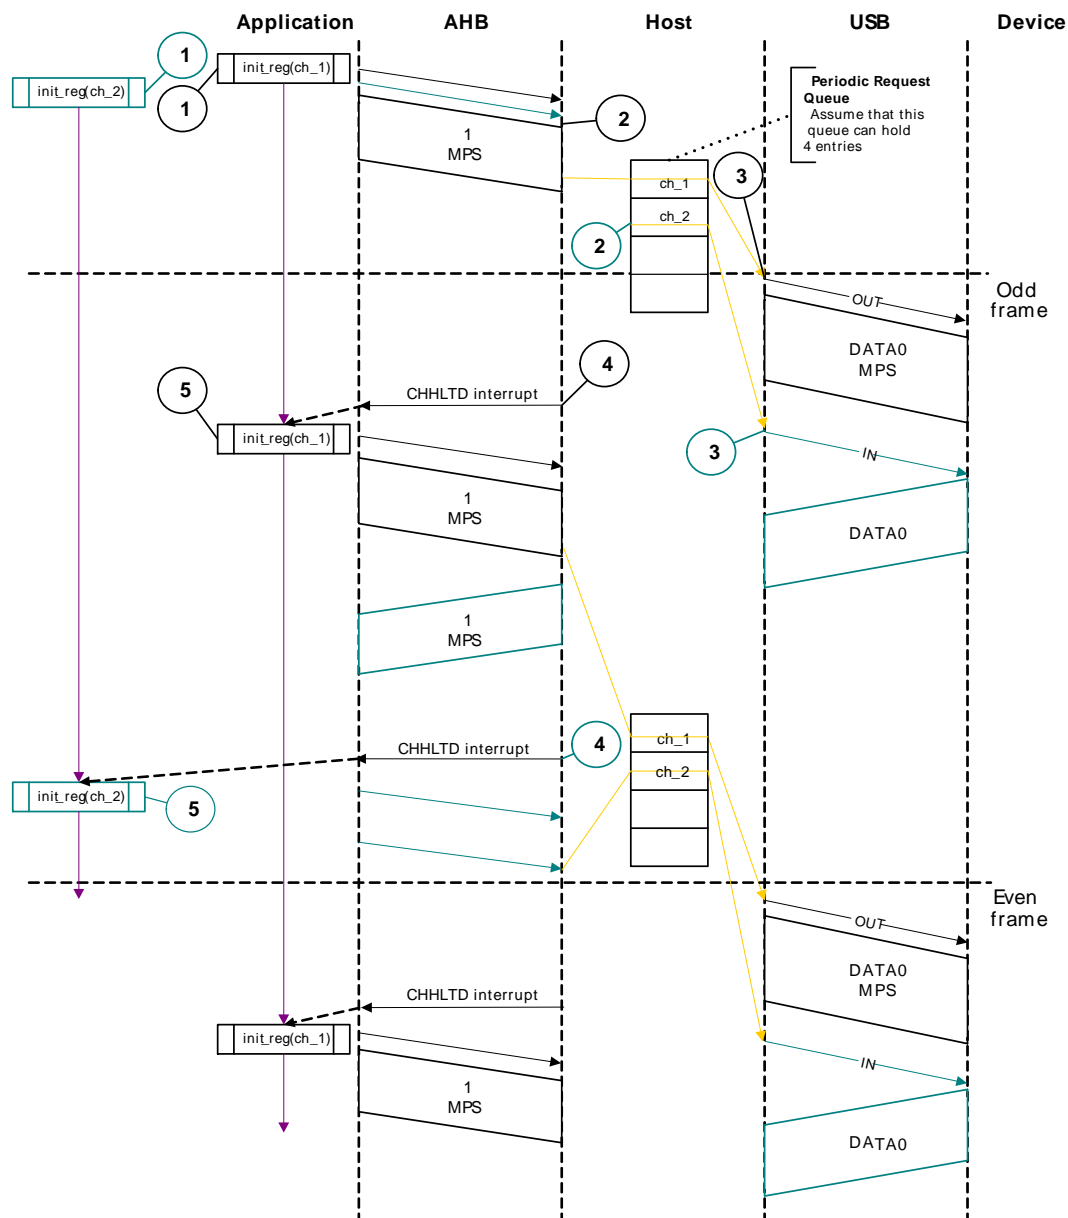 Application
AHB
Host
USB
Device
1
init_reg(ch_1)
init_reg(ch_2)
1
2
1
MPS
Periodic Request
Queue
Assume that this
queue can hold
4 entries
3
ch_1
ch_2
2
Odd
frame
OUT
DATA0
MPS
4
CHHLTD interrupt
5
init_reg(ch_1)
3
IN
1
MPS
DATA0
1
MPS
ch_1
4
CHHLTD interrupt
ch_2
init_reg(ch_2)
5
Even
frame
OUT
DATA0
MPS
CHHLTD interrupt
init_reg(ch_1)
IN
1
MPS
DATA0